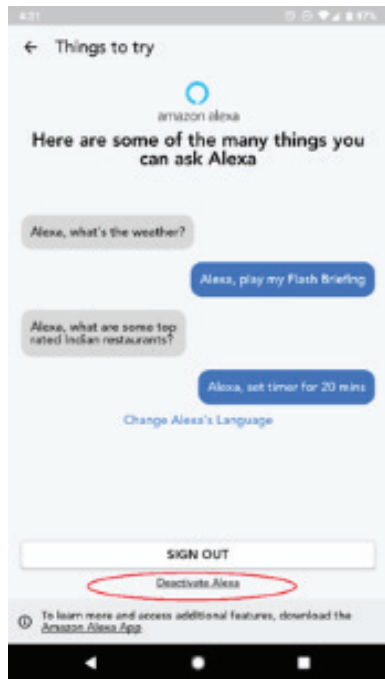 4:31
87%
Things to try
amazon alexa
Here are some of the many things you
can ask Alexa
Alexa, what's the weather?
Alexa, play my Flash Briefing
Alexa, what are some top
rated Indian restaurants?
Alexa, set timer for 20 mins
Change Alexa's Language
SIGN OUT
Deactivate Alexa
To learn more and access additional features, download the
Amazon Alexa App